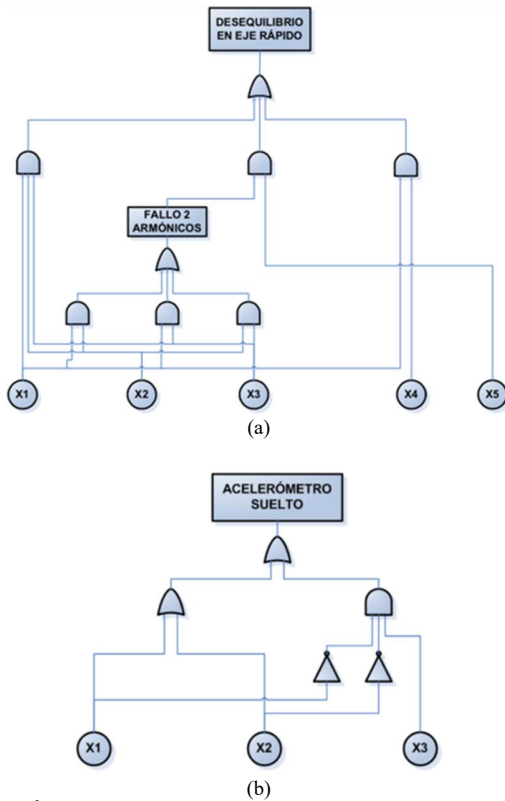 DESEQUILIBRIO
EN EJE RÁPIDO
FALLO 2
ARMÓNICOS
X1
X2
X3
X4
X5
(a)
ACELERÓMETRO
SUELTO
X1
X2
X3
(b)